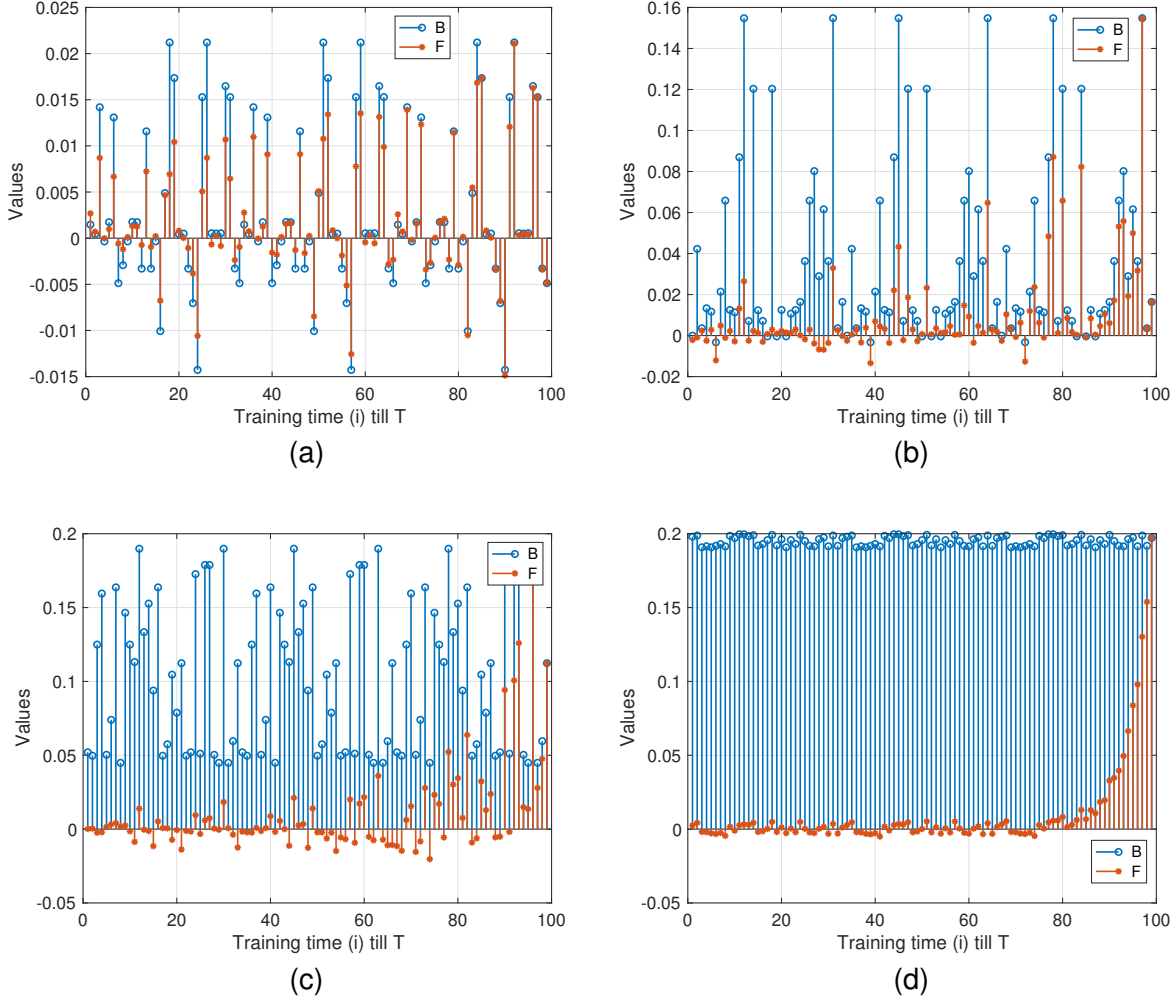 0.025
0.02
0.015
0.01
0.005
0
-0.005
-0.01
-0.015
Values
B
F
0 20 40 60 80 100
Training time (i) till T
(a)
0.16
0.14
0.12
0.1
0.08
0.06
0.04
0.02
0
-0.02
Values
B
F
0 20 40 60 80 100
Training time (i) till T
(b)
0.2
0.15
0.1
0.05
0
-0.05
Values
B
F
0 20 40 60 80 100
Training time (i) till T
(c)
0.2
0.15
0.1
0.05
0
-0.05
Values
B
F
0 20 40 60 80 100
Training time (i) till T
(d)